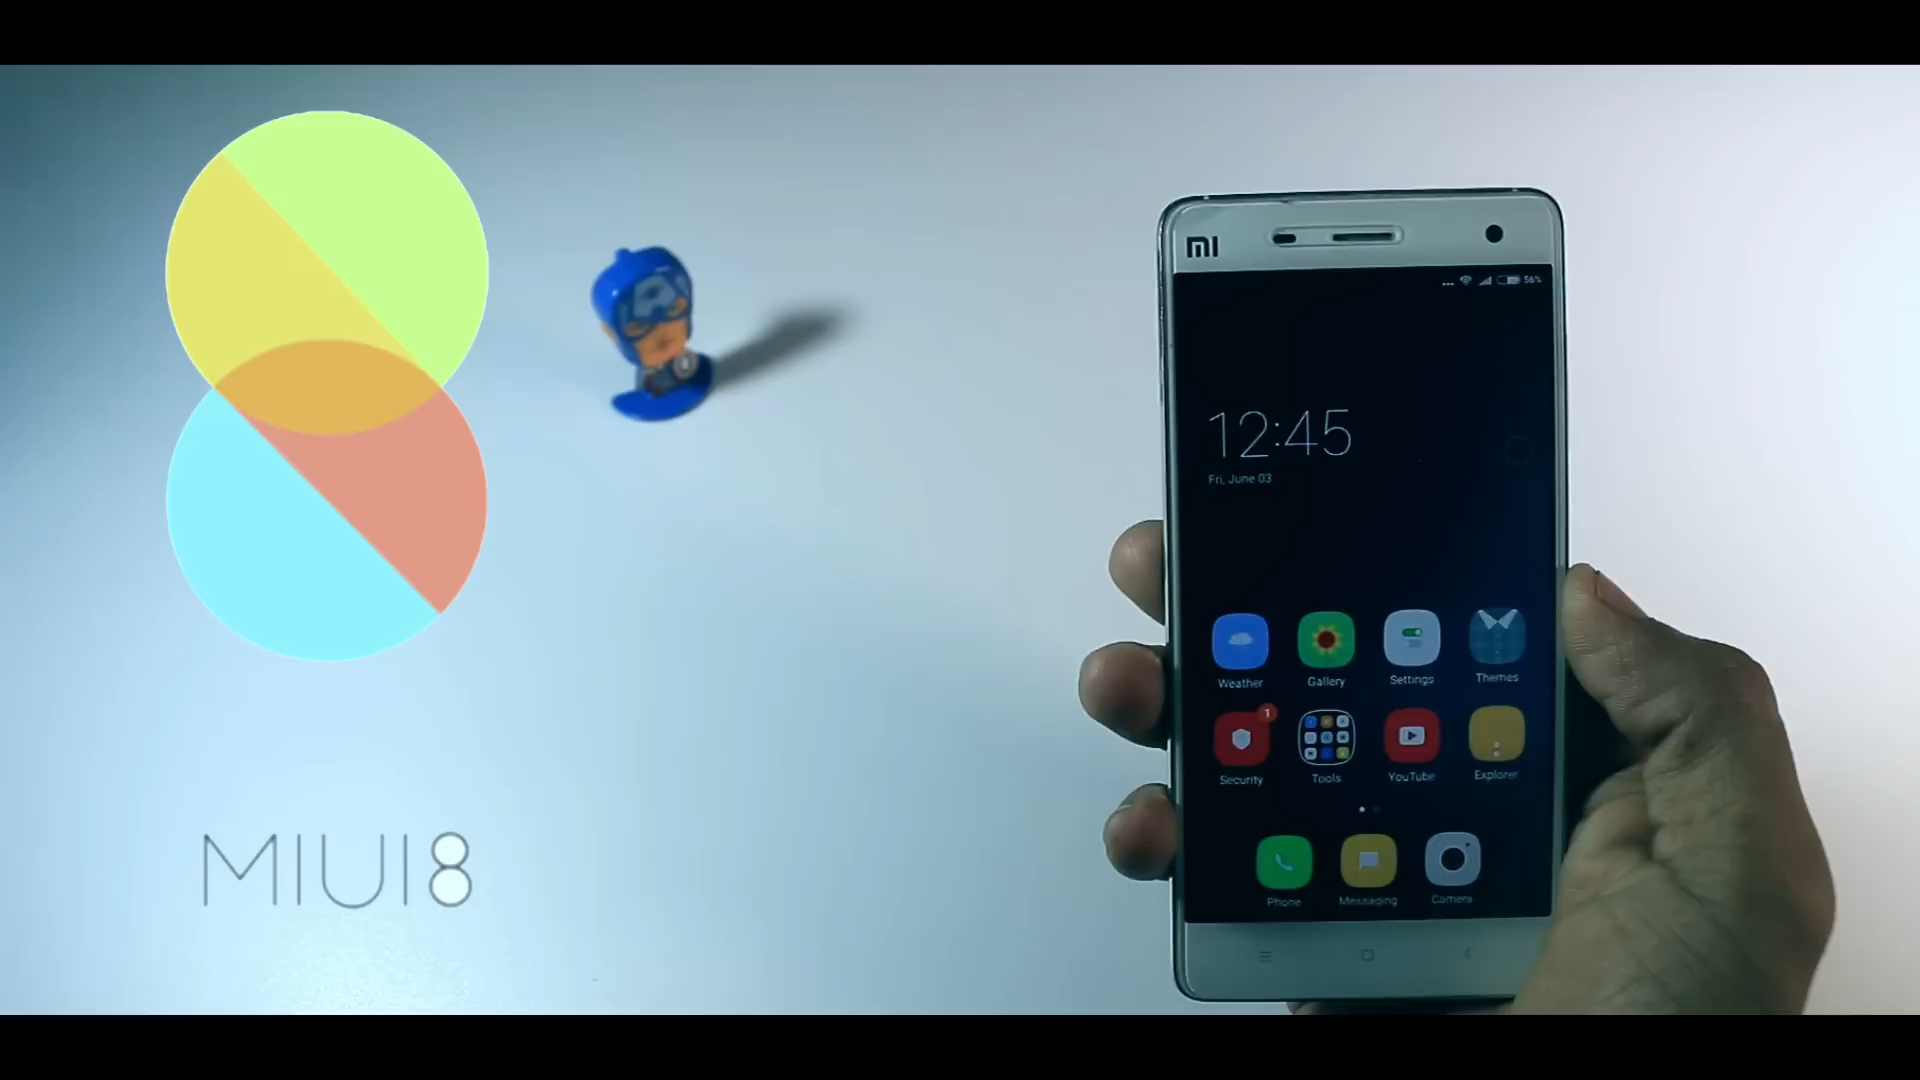 MIUI8
MI
56%
12:45
Fri, June 03
Weather
Gallery
Settings
Themes
1
Security
Tools
YouTube
Explorer
Phone
Messaging
Camera